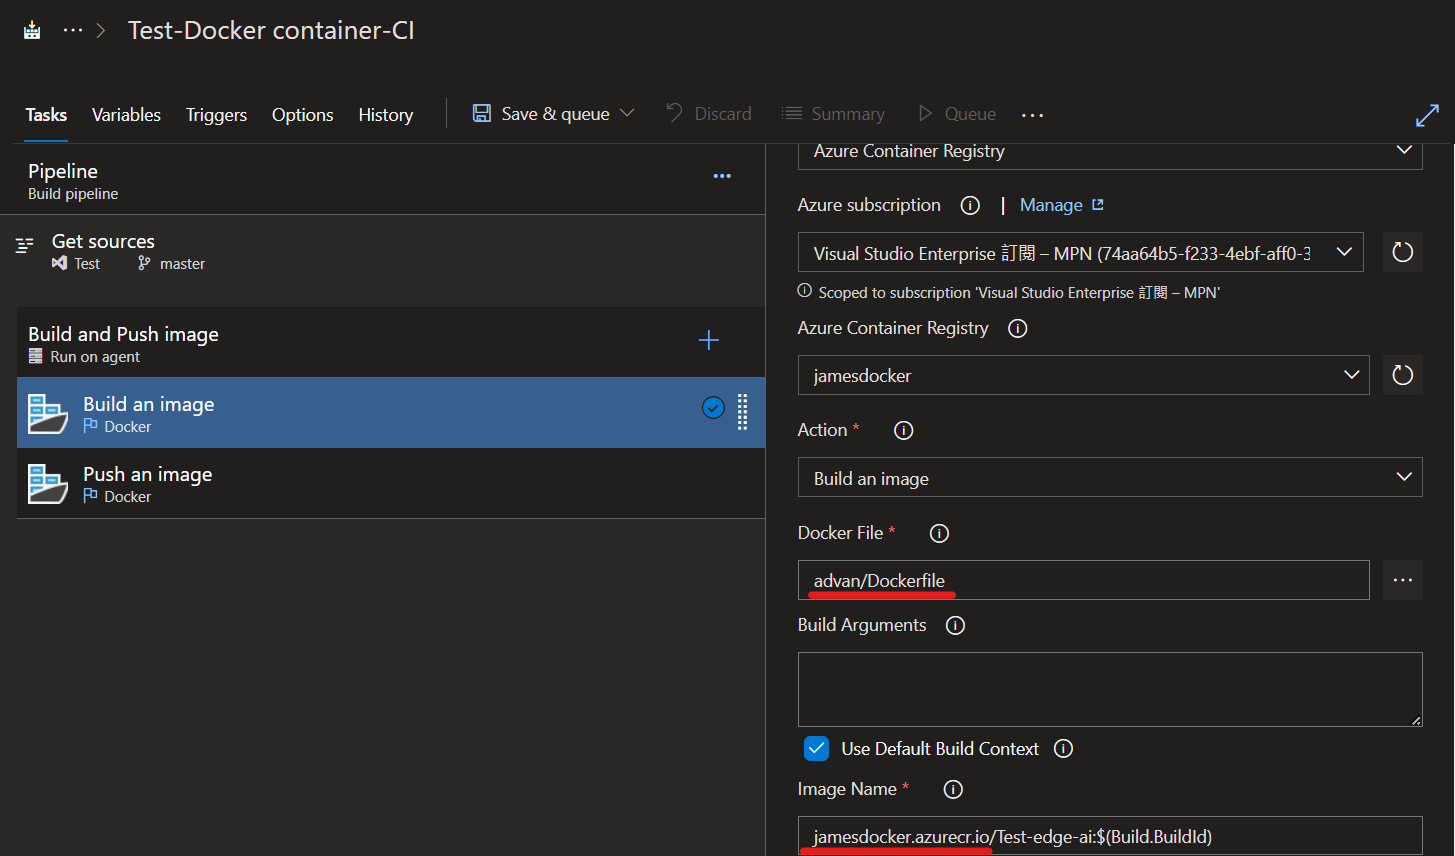 Test-Docker container-CI
Tasks Variables Triggers Options History Save & queue Discard Summary Queue
Pipeline
Build pipeline
Get sources
Test master
Build and Push image
Run on agent
Build an image
Docker
Push an image
Docker
Azure Container Registry
Azure subscription | Manage
Visual Studio Enterprise 訂閱 – MPN (74aa64b5-f233-4ebf-aff0-3
Scoped to subscription 'Visual Studio Enterprise 訂閱 – MPN'
Azure Container Registry
jamesdocker
Action *
Build an image
Docker File *
advan/Dockerfile
Build Arguments
Use Default Build Context
Image Name *
jamesdocker.azurecr.io/Test-edge-ai:$(Build.BuildId)